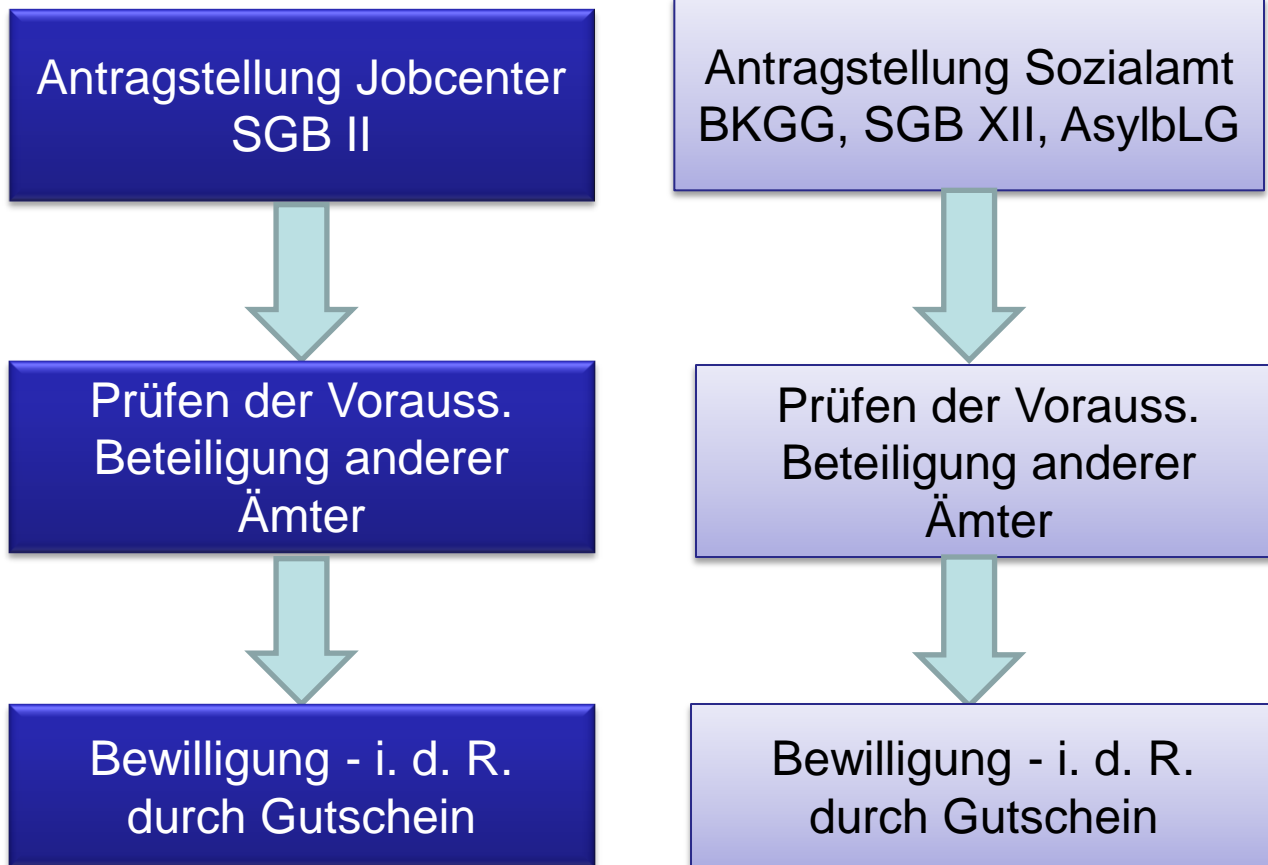 Antragstellung Jobcenter
SGB II
Prüfen der Vorauss.
Beteiligung anderer
Ämter
Bewilligung - i. d. R.
durch Gutschein
Antragstellung Sozialamt
BKGG, SGB XII, AsylbLG
Prüfen der Vorauss.
Beteiligung anderer
Ämter
Bewilligung - i. d. R.
durch Gutschein